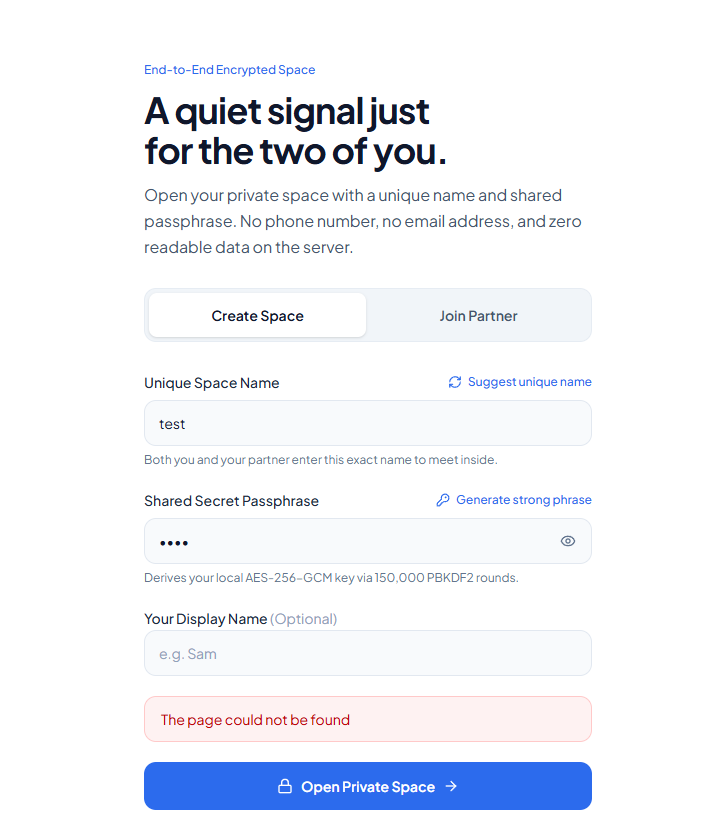 End-to-End Encrypted Space
A quiet signal just
for the two of you.
Open your private space with a unique name and shared
passphrase. No phone number, no email address, and zero
readable data on the server.
Create Space
Join Partner
Unique Space Name
Suggest unique name
test
Both you and your partner enter this exact name to meet inside.
Shared Secret Passphrase
Generate strong phrase
••••
Derives your local AES-256-GCM key via 150,000 PBKDF2 rounds.
Your Display Name (Optional)
e.g. Sam
The page could not be found
Open Private Space →